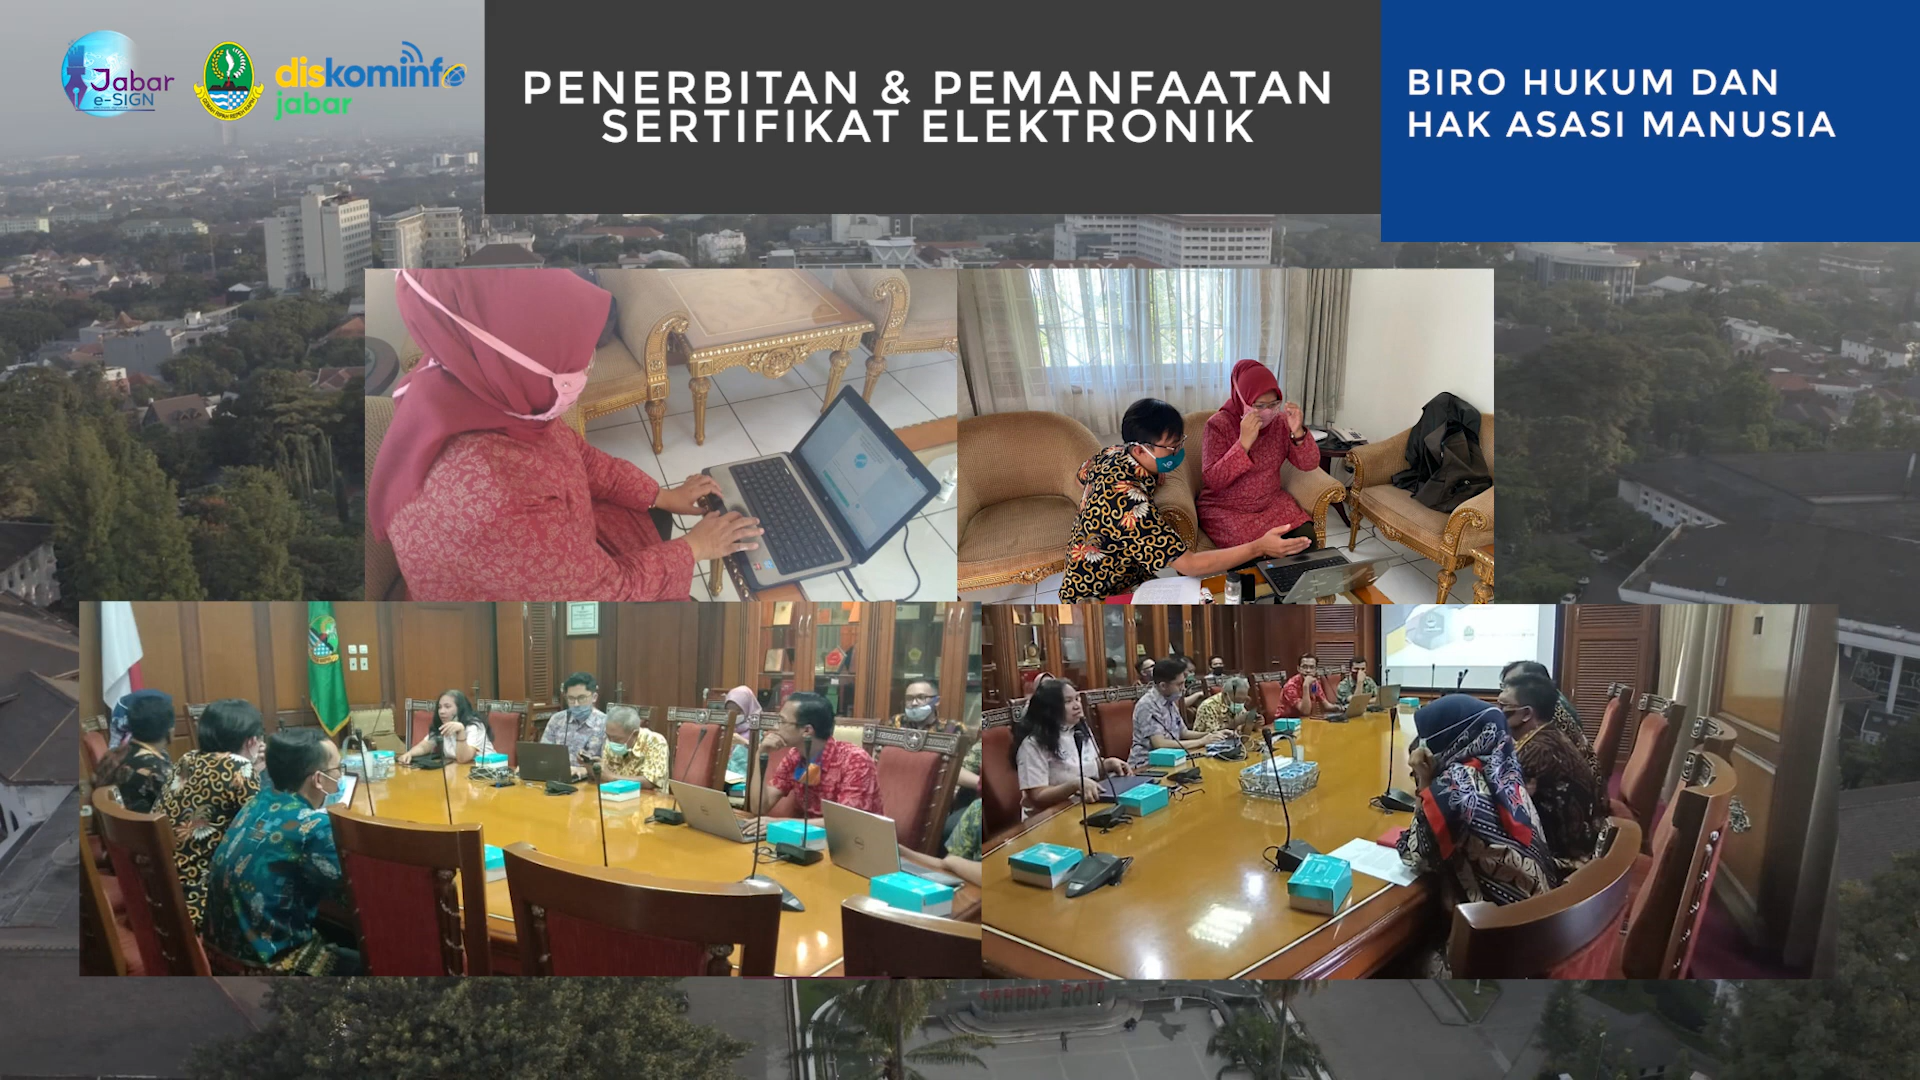 Jabar
e-SIGN
diskominfo
jabar
PENERBITAN & PEMANFAATAN
SERTIFIKAT ELEKTRONIK
BIRO HUKUM DAN
HAK ASASI MANUSIA